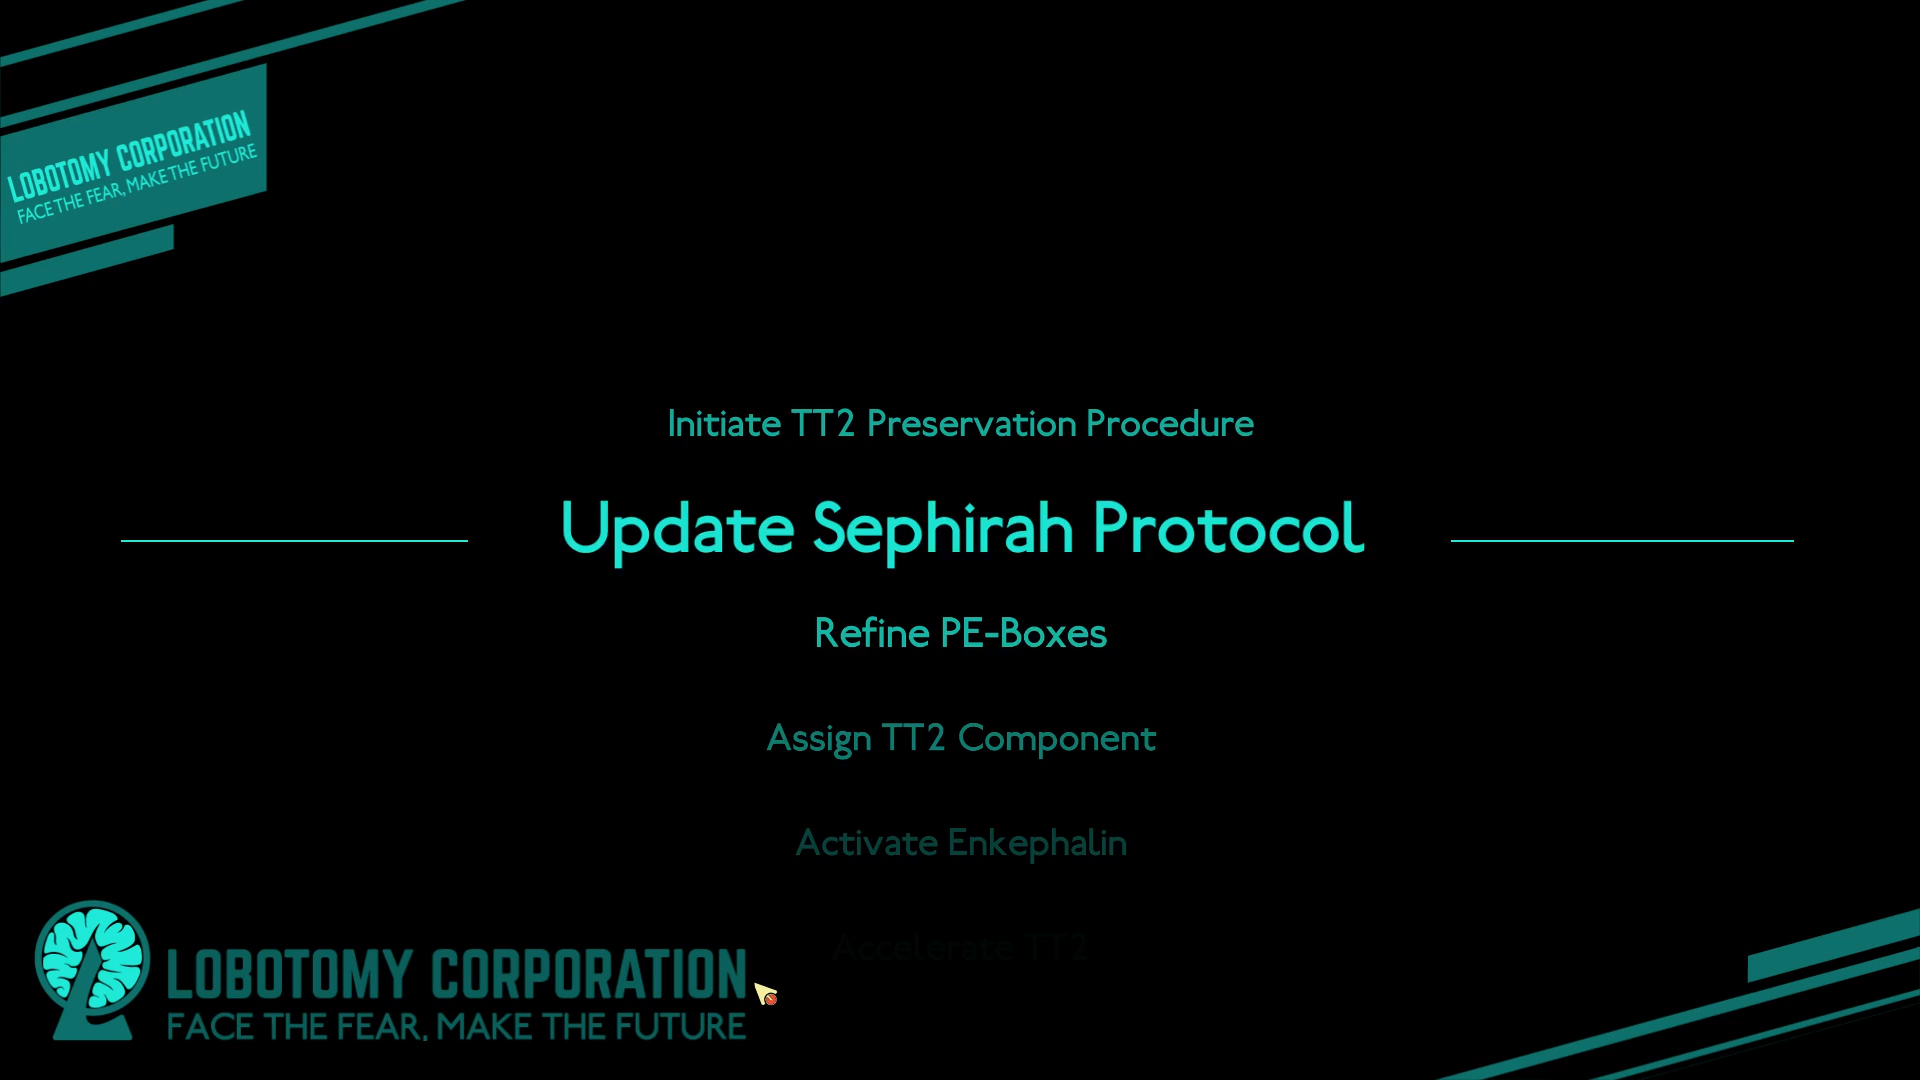 LOBOTOMY CORPORATION
FACE THE FEAR, MAKE THE FUTURE
Initiate TT2 Preservation Procedure
Update Sephirah Protocol
Refine PE-Boxes
Assign TT2 Component
Activate Enkephalin
Accelerate TT2
LOBOTOMY CORPORATION
FACE THE FEAR, MAKE THE FUTURE